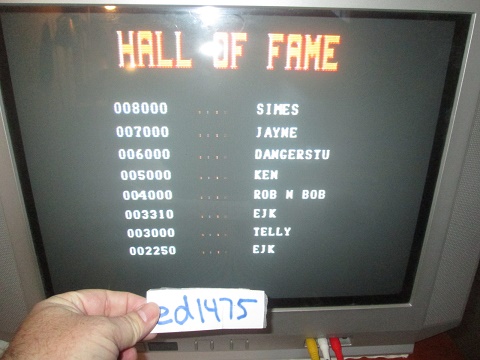 HALL OF FAME
008000 .... SIMES
007000 .... JAYNE
006000 .... DANGERSTU
005000 .... KEN
004000 .... ROB N BOB
003310 .... EJK
003000 .... TELLY
002250 .... EJK
ed1475